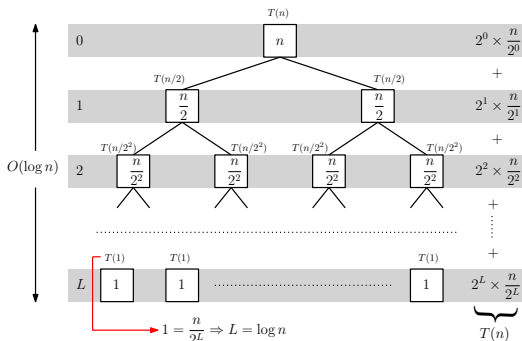 T(n)
0 n 2^0 × n/2^0
+
T(n/2) T(n/2)
1 n/2 n/2 2^1 × n/2^1
+
T(n/2^2) T(n/2^2) T(n/2^2) T(n/2^2)
O(log n) 2 n/2^2 n/2^2 n/2^2 n/2^2 2^2 × n/2^2
+
+
T(1) T(1) T(1)
L 1 1 1 2^L × n/2^L
1 = n/2^L ⇒ L = log n T(n)